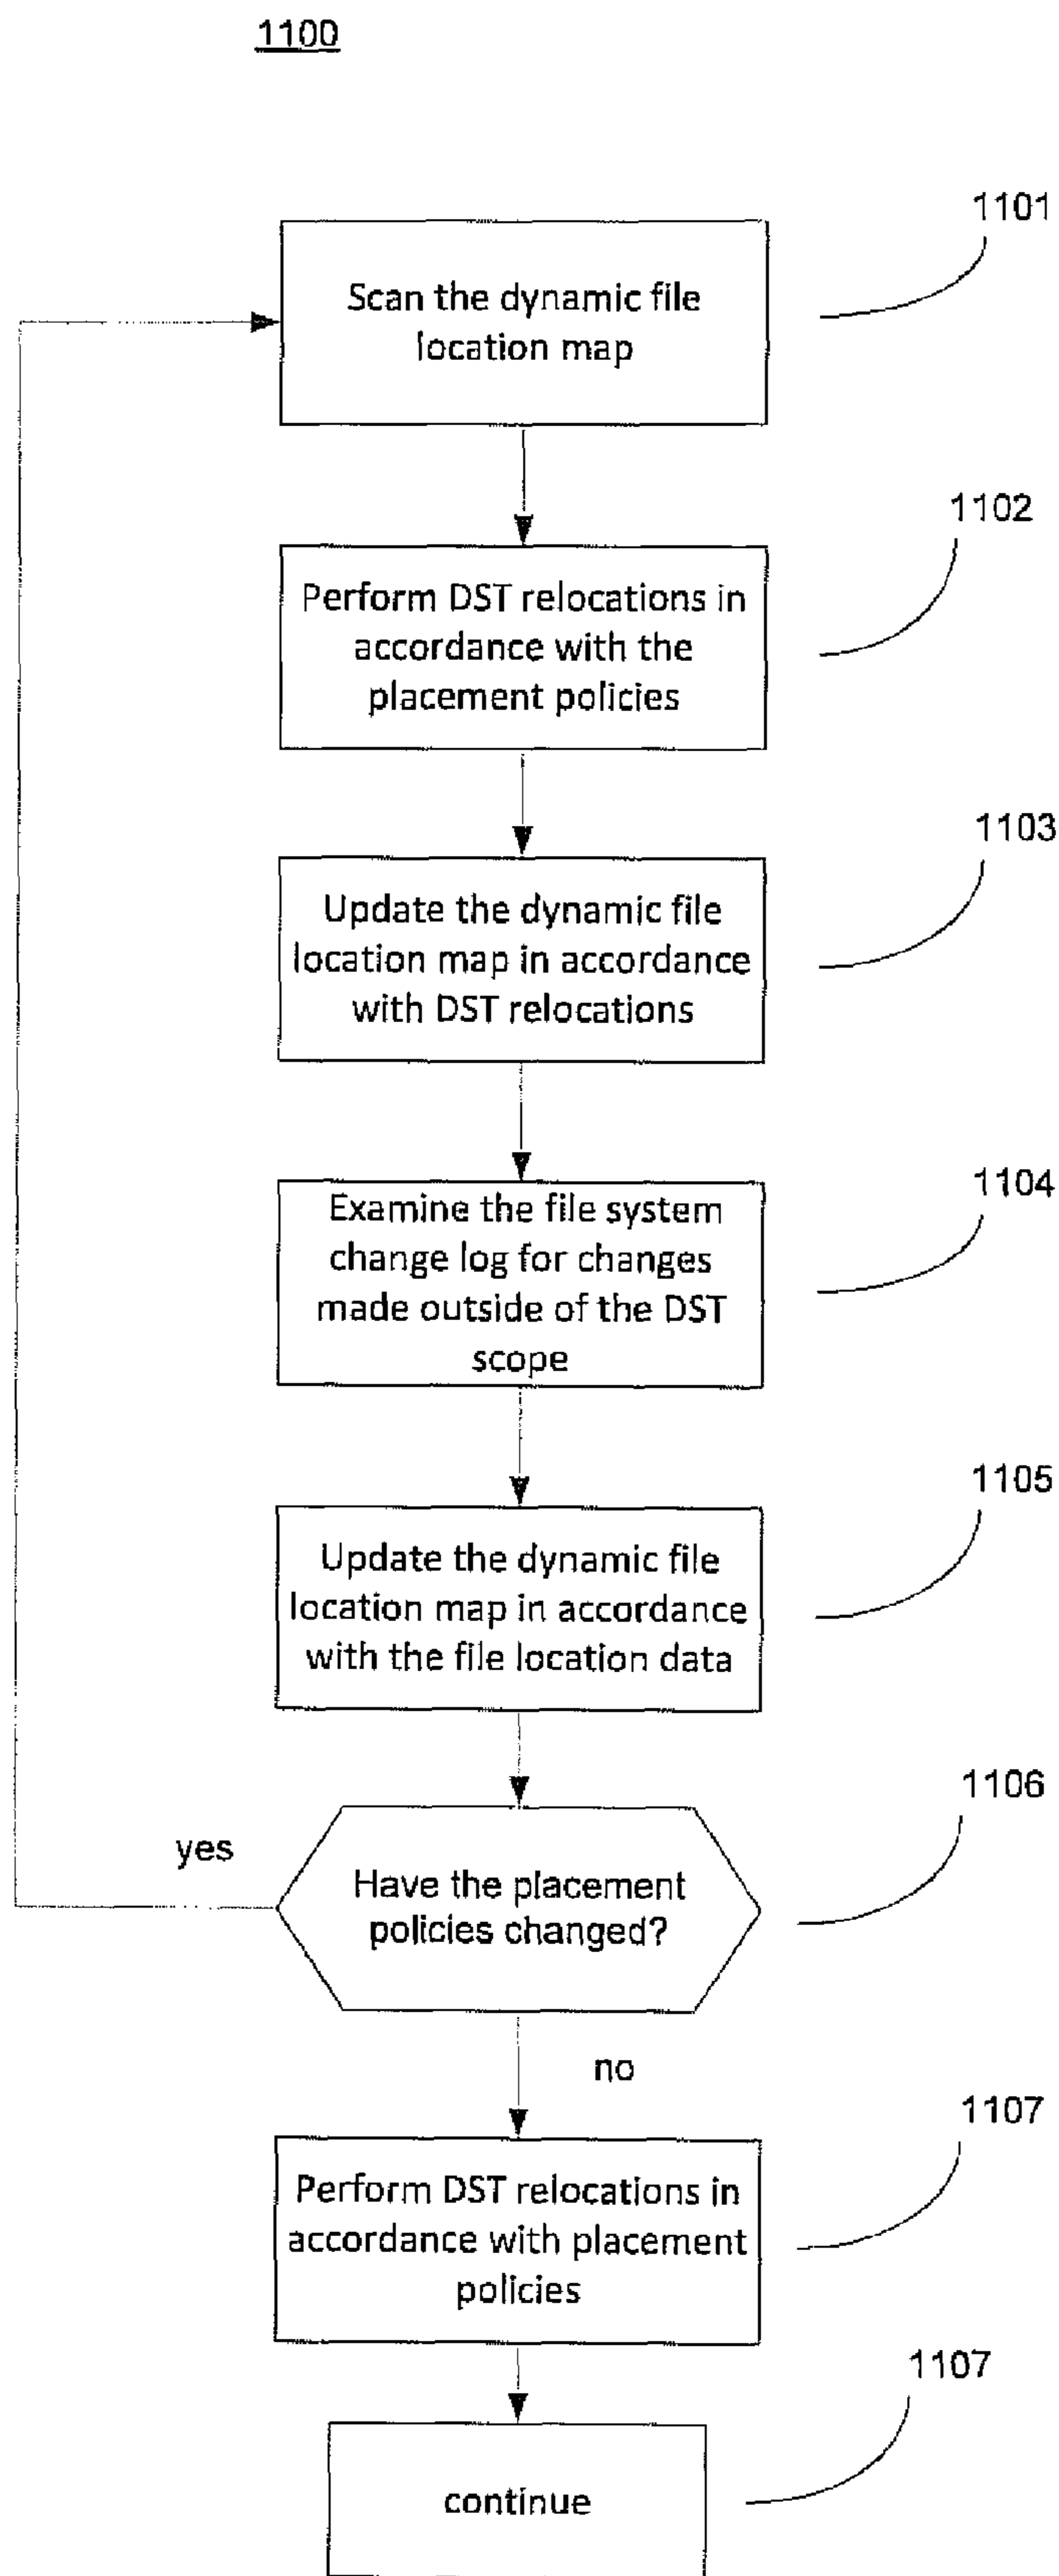 1100
1101
Scan the dynamic file
location map
1102
Perform DST relocations in
accordance with the
placement policies
1103
Update the dynamic file
location map in accordance
with DST relocations
1104
Examine the file system
change log for changes
made outside of the DST
scope
1105
Update the dynamic file
location map in accordance
with the file location data
1106
yes
Have the placement
policies changed?
no
1107
Perform DST relocations in
accordance with placement
policies
1107
continue